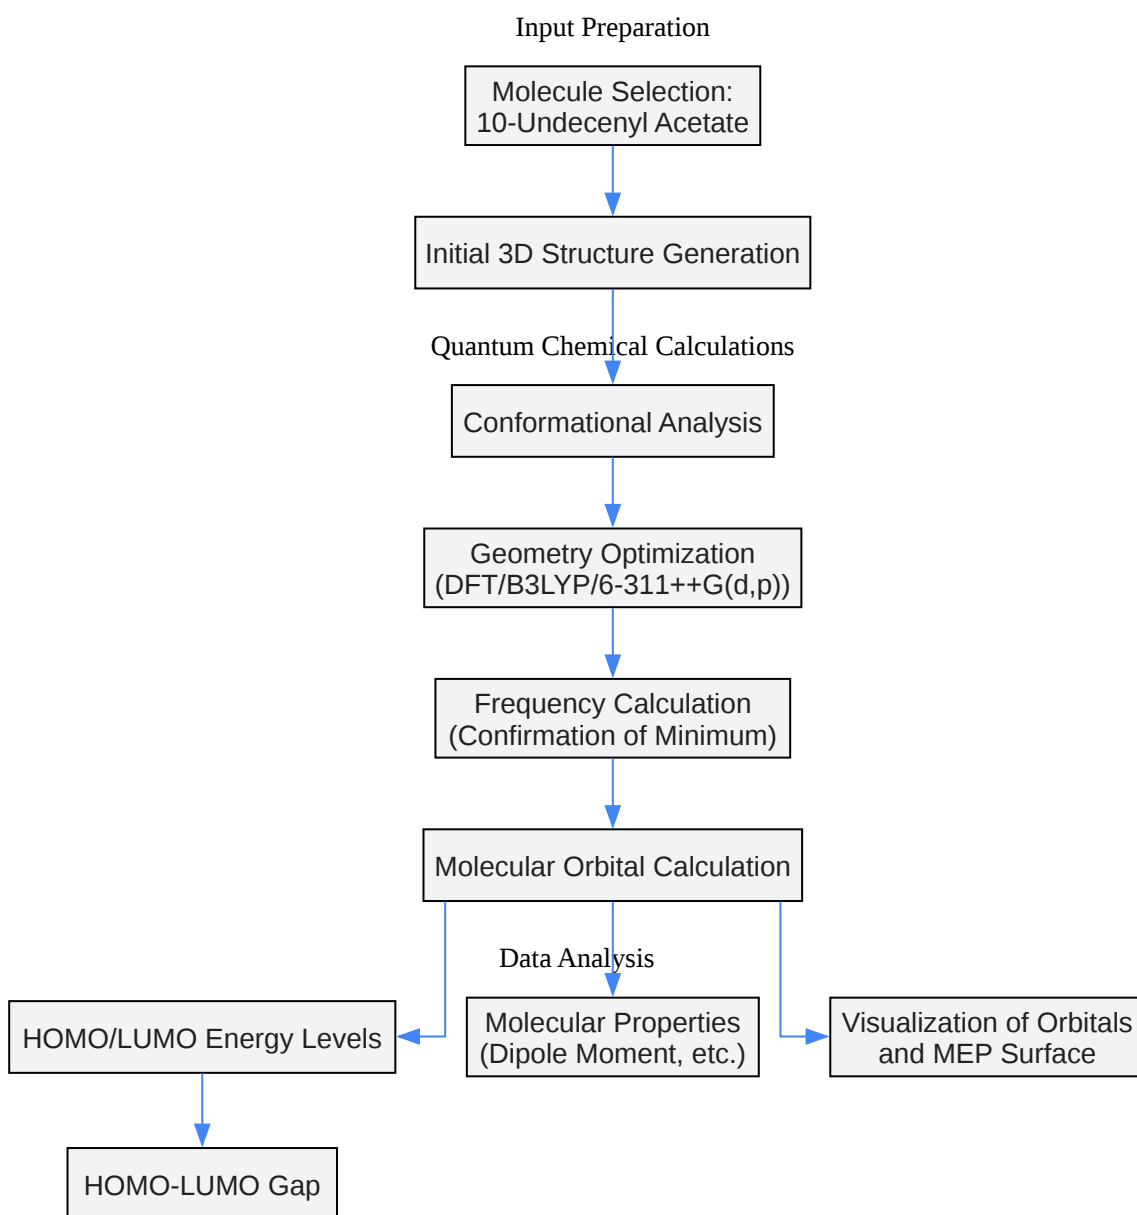 Input Preparation
Molecule Selection:
10-Undecenyl Acetate
Initial 3D Structure Generation
Quantum Chemical Calculations
Conformational Analysis
Geometry Optimization
(DFT/B3LYP/6-311++G(d,p))
Frequency Calculation
(Confirmation of Minimum)
Molecular Orbital Calculation
Data Analysis
HOMO/LUMO Energy Levels
Molecular Properties
(Dipole Moment, etc.)
Visualization of Orbitals
and MEP Surface
HOMO-LUMO Gap